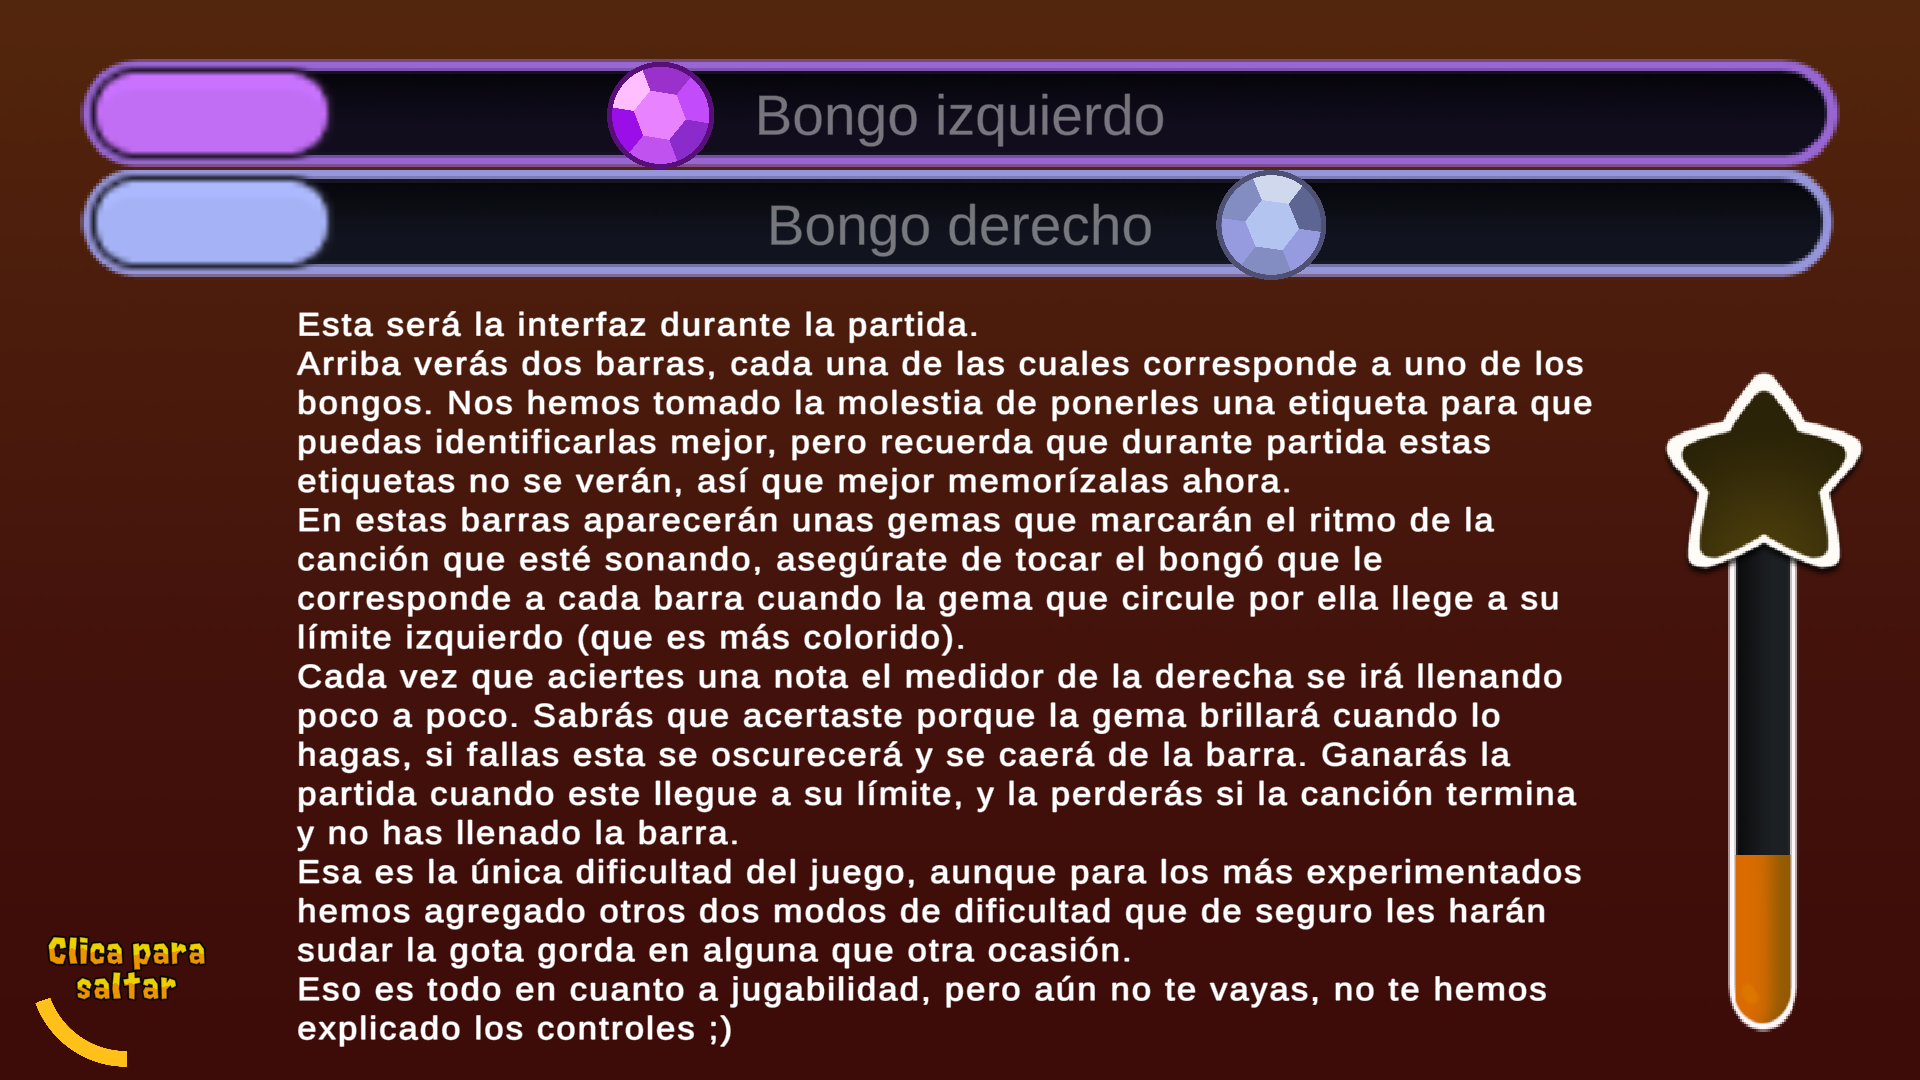 Bongo izquierdo
Bongo derecho
Esta será la interfaz durante la partida.
Arriba verás dos barras, cada una de las cuales corresponde a uno de los
bongos. Nos hemos tomado la molestia de ponerles una etiqueta para que
puedas identificarlas mejor, pero recuerda que durante partida estas
etiquetas no se verán, así que mejor memorízalas ahora.
En estas barras aparecerán unas gemas que marcarán el ritmo de la
canción que esté sonando, asegúrate de tocar el bongó que le
corresponde a cada barra cuando la gema que circule por ella llege a su
límite izquierdo (que es más colorido).
Cada vez que aciertes una nota el medidor de la derecha se irá llenando
poco a poco. Sabrás que acertaste porque la gema brillará cuando lo
hagas, si fallas esta se oscurecerá y se caerá de la barra. Ganarás la
partida cuando este llegue a su límite, y la perderás si la canción termina
y no has llenado la barra.
Esa es la única dificultad del juego, aunque para los más experimentados
hemos agregado otros dos modos de dificultad que de seguro les harán
sudar la gota gorda en alguna que otra ocasión.
Eso es todo en cuanto a jugabilidad, pero aún no te vayas, no te hemos
explicado los controles ;)
Clica para
saltar